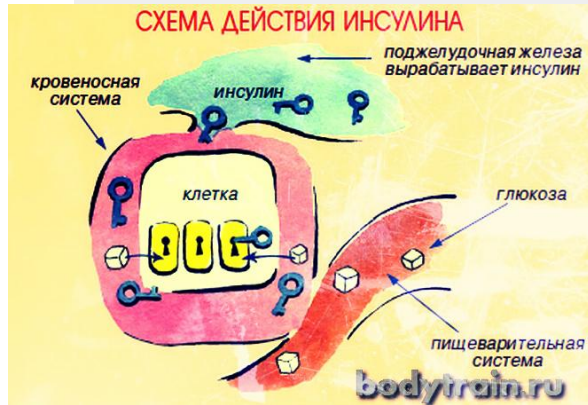 СХЕМА ДЕЙСТВИЯ ИНСУЛИНА
поджелудочная железа
вырабатывает инсулин
кровеносная
система
инсулин
клетка
глюкоза
пищеварительная
система
bodytrain.ru